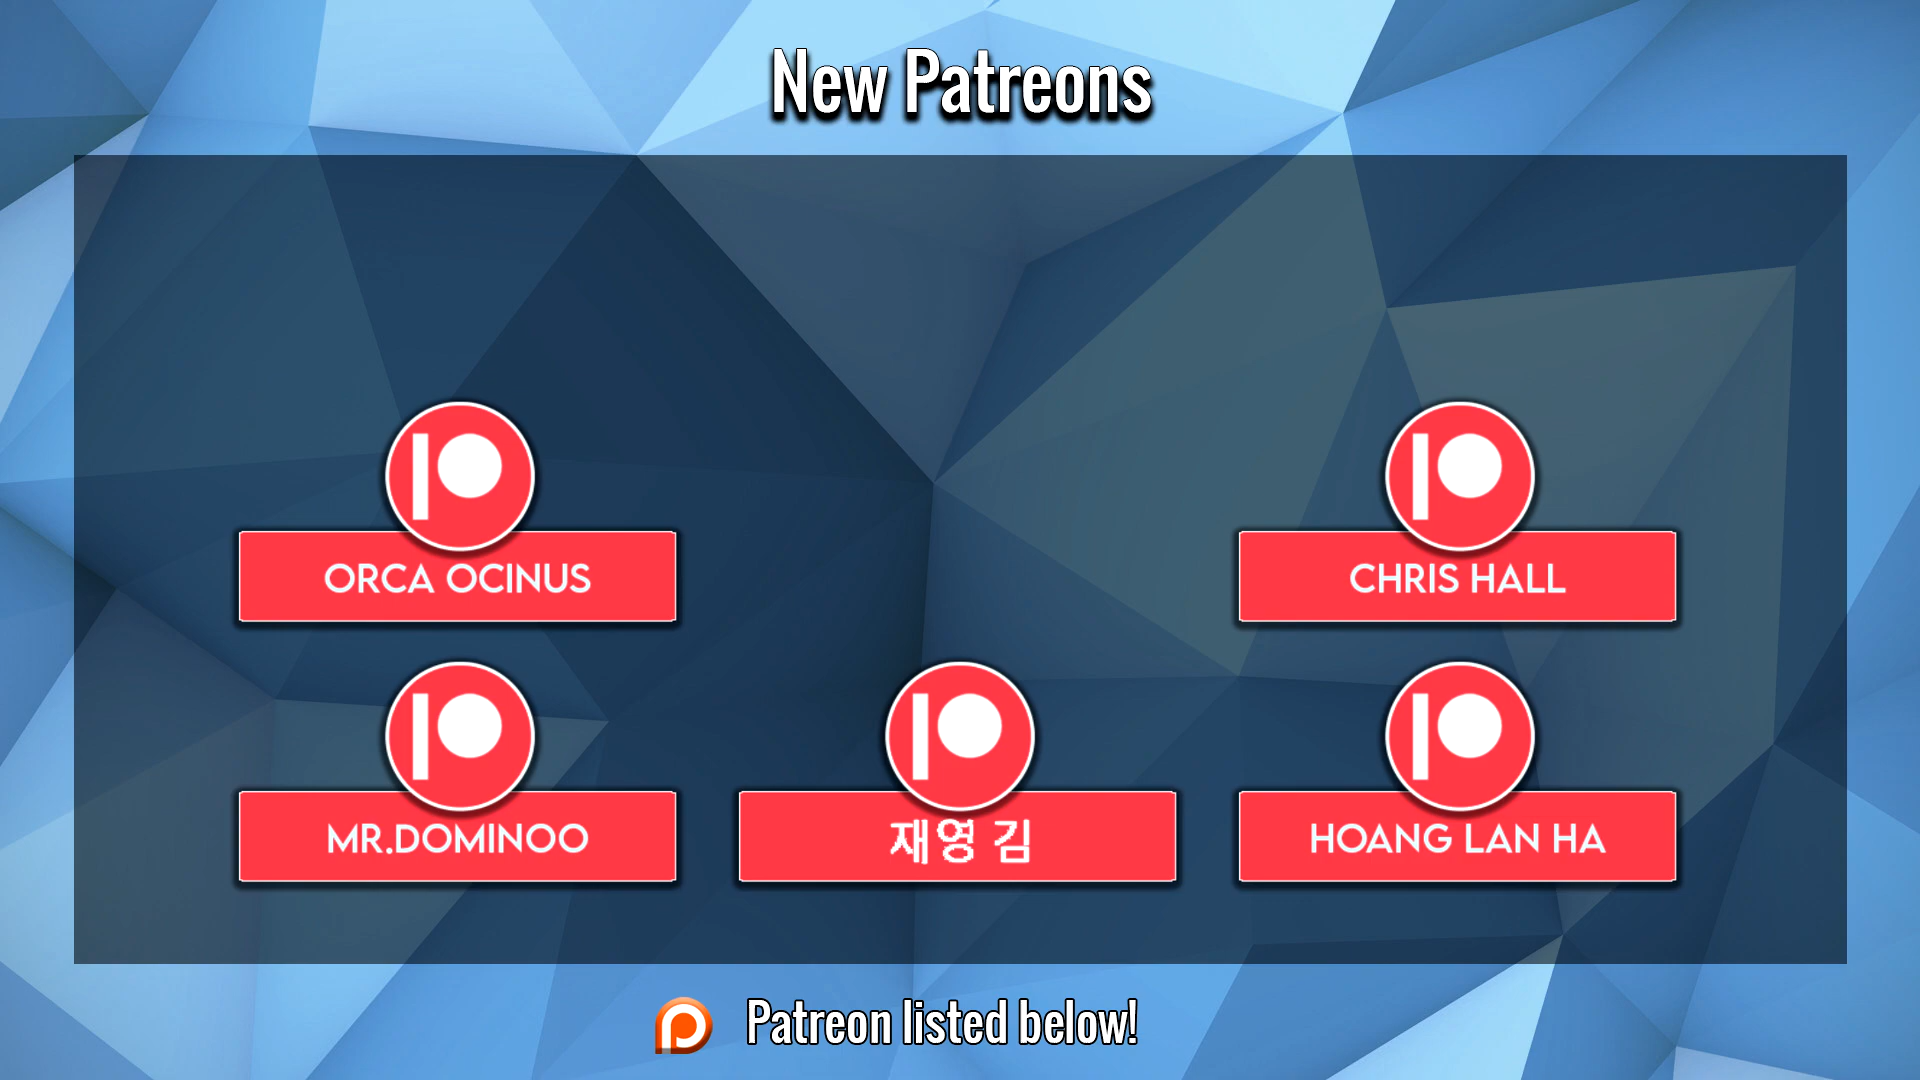 New Patreons
ORCA OCINUS
CHRIS HALL
MR.DOMINOO
재영 김
HOANG LAN HA
Patreon listed below!